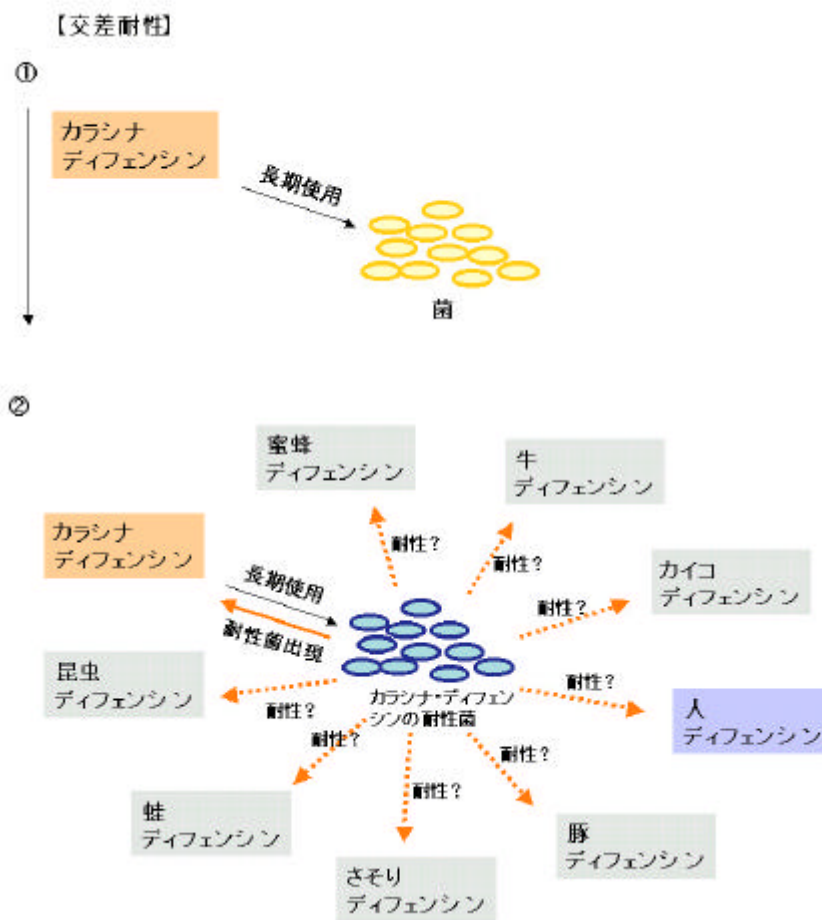 【交差耐性】
①
カラシナ
ディフェンシン
長期使用
菌
②
蜜蜂
ディフェンシン
牛
ディフェンシン
カラシナ
ディフェンシン
耐性？
耐性？
カイコ
ディフェンシン
長期使用
耐性？
耐性菌出現
昆虫
ディフェンシン
カラシナ・ディフェン
シンの耐性菌
耐性？
人
ディフェンシン
耐性？
耐性？
耐性？
耐性？
蛙
ディフェンシン
豚
ディフェンシン
さそり
ディフェンシン